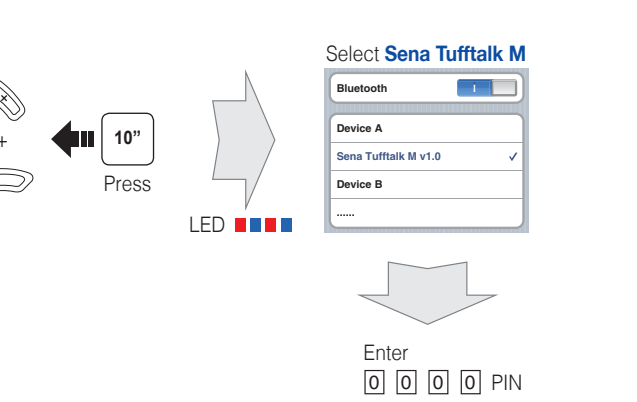 Select Sena Tufftalk M
Bluetooth
Device A
Sena Tufftalk M v1.0
Device B
......
+
+
10”
Press
LED
Enter
0 0 0 0 PIN